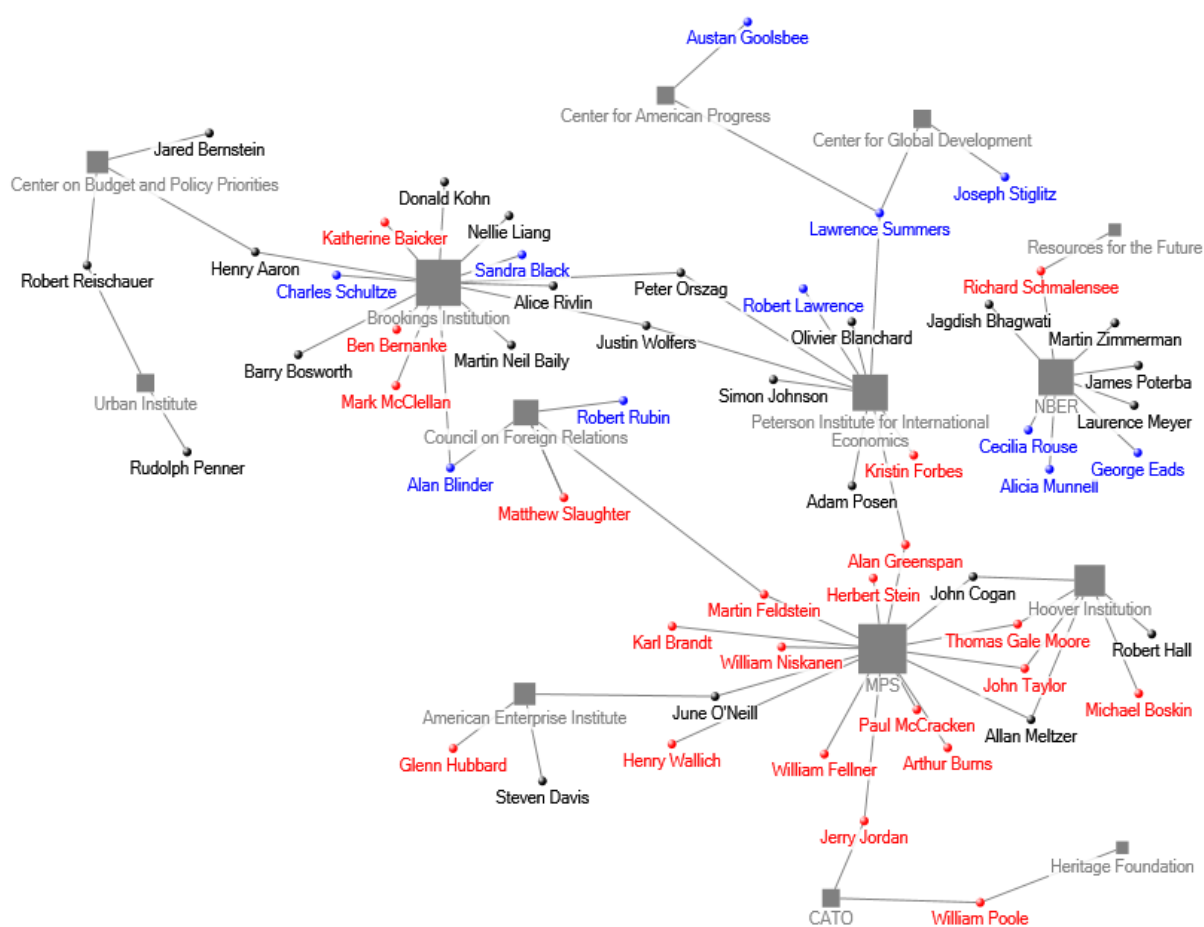 Austan Goolsbee
Center for American Progress
Center for Global Development
Jared Bernstein
Center on Budget and Policy Priorities
Joseph Stiglitz
Donald Kohn
Nellie Liang
Katherine Baicker
Lawrence Summers
Resources for the Future
Robert Reischauer
Henry Aaron
Sandra Black
Charles Schultze
Alice Rivlin
Peter Orszag
Richard Schmalensee
Robert Lawrence
Brookings Institution
Jagdish Bhagwati
Ben Bernanke
Justin Wolfers
Olivier Blanchard
Martin Zimmerman
Martin Neil Baily
Barry Bosworth
James Poterba
Simon Johnson
Mark McClellan
Urban Institute
NBER
Robert Rubin
Laurence Meyer
Peterson Institute for International
Economics
Council on Foreign Relations
Cecilia Rouse
Rudolph Penner
Kristin Forbes
George Eads
Alan Blinder
Alicia Munnell
Matthew Slaughter
Adam Posen
Alan Greenspan
Herbert Stein
John Cogan
Martin Feldstein
Hoover Institution
Karl Brandt
Thomas Gale Moore
Robert Hall
William Niskanen
MPS
John Taylor
Michael Boskin
American Enterprise Institute
June O'Neill
Paul McCracken
Allan Meltzer
Glenn Hubbard
Henry Wallich
William Fellner
Arthur Burns
Steven Davis
Jerry Jordan
Heritage Foundation
CATO
William Poole